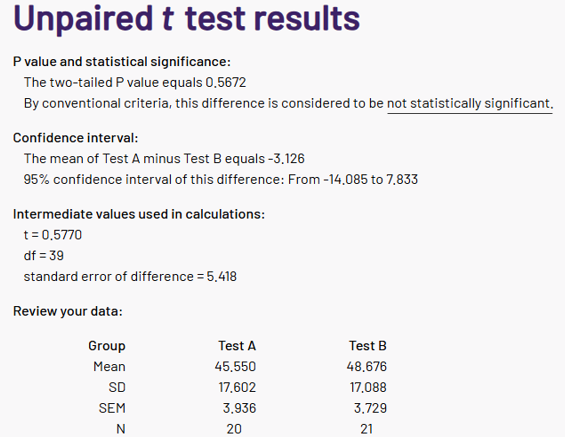 Unpaired t test results
P value and statistical significance:
The two-tailed P value equals 0.5672
By conventional criteria, this difference is considered to be not statistically significant.
Confidence interval:
The mean of Test A minus Test B equals -3.126
95% confidence interval of this difference: From -14.085 to 7.833
Intermediate values used in calculations:
t = 0.5770
df = 39
standard error of difference = 5.418
Review your data:
Group Test A Test B
Mean 45.550 48.676
SD 17.602 17.088
SEM 3.936 3.729
N 20 21